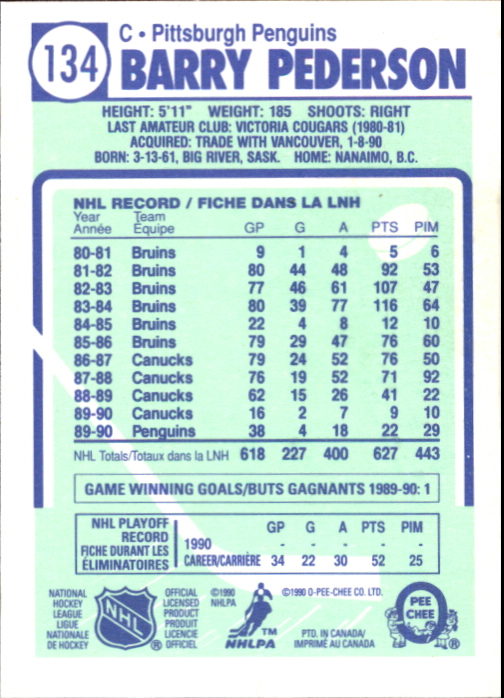 134
C • Pittsburgh Penguins
BARRY PEDERSON
HEIGHT: 5'11" WEIGHT: 185 SHOOTS: RIGHT
LAST AMATEUR CLUB: VICTORIA COUGARS (1980-81)
ACQUIRED: TRADE WITH VANCOUVER, 1-8-90
BORN: 3-13-61, BIG RIVER, SASK. HOME: NANAIMO, B.C.
NHL RECORD / FICHE DANS LA LNH
Year Team
Année Équipe GP G A PTS PIM
80-81 Bruins 9 1 4 5 6
81-82 Bruins 80 44 48 92 53
82-83 Bruins 77 46 61 107 47
83-84 Bruins 80 39 77 116 64
84-85 Bruins 22 4 8 12 10
85-86 Bruins 79 29 47 76 60
86-87 Canucks 79 24 52 76 50
87-88 Canucks 76 19 52 71 92
88-89 Canucks 62 15 26 41 22
89-90 Canucks 16 2 7 9 10
89-90 Penguins 38 4 18 22 29
NHL Totals/Totaux dans la LNH 618 227 400 627 443
GAME WINNING GOALS/BUTS GAGNANTS 1989-90: 1
NHL PLAYOFF
RECORD
FICHE DURANT LES
ÉLIMINATOIRES
GP G A PTS PIM
1990 - - - - -
CAREER/CARRIÈRE 34 22 30 52 25
NATIONAL
HOCKEY
LEAGUE
LIGUE
NATIONALE
DE HOCKEY
NHL
®
OFFICIAL
LICENSED
PRODUCT
PRODUIT
LICENCIE
OFFICIEL
©1990
NHLPA
TM
NHLPA
©1990 O-PEE-CHEE CO. LTD.
PTD. IN CANADA/
IMPRIMÉ AU CANADA
PEE
CHEE
®